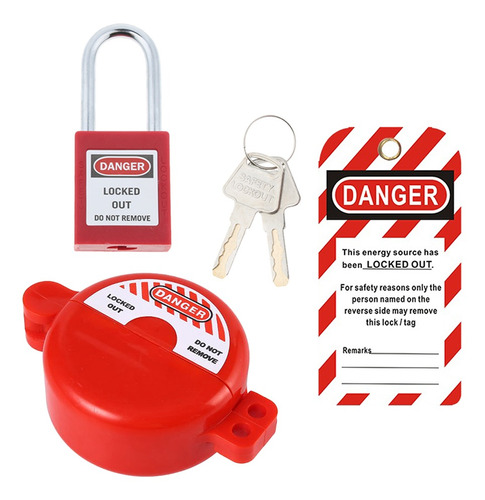 DANGER
LOCKED
OUT
DO NOT REMOVE
SAFETY
LOCKOUT
DANGER
This energy source has
been LOCKED OUT.
For safety reasons only the
person named on the
reverse side may remove
this lock / tag
Remarks
DANGER
LOCKED
OUT
DO NOT
REMOVE